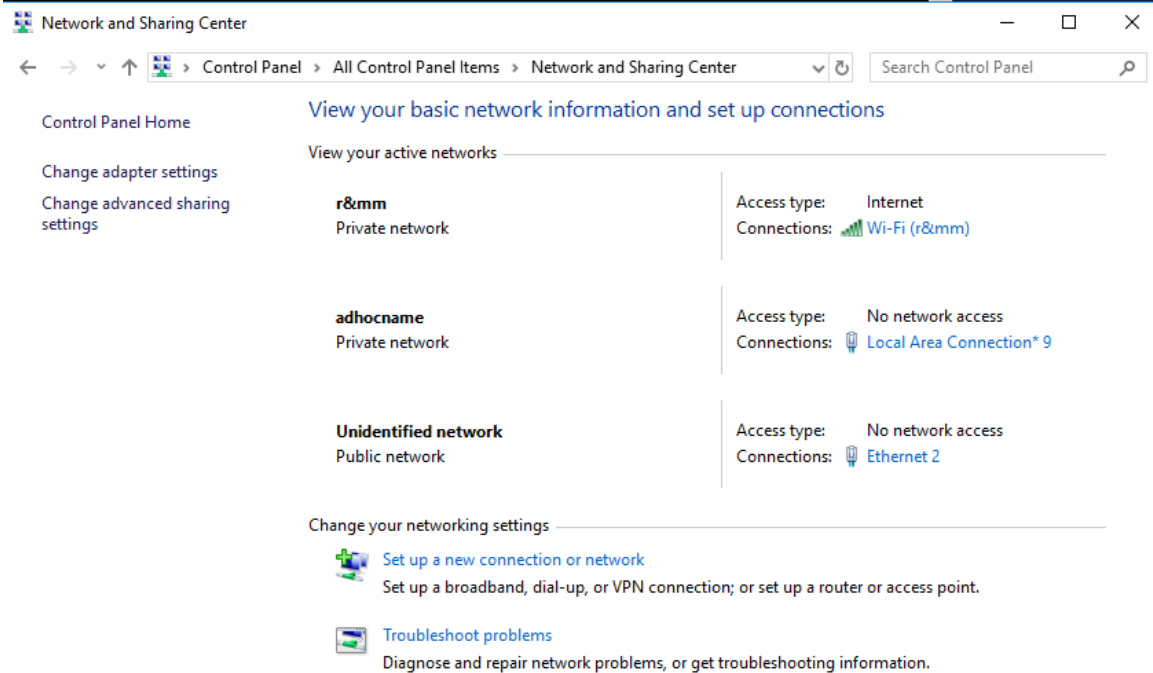 Network and Sharing Center
Control Panel > All Control Panel Items > Network and Sharing Center
Search Control Panel
Control Panel Home
Change adapter settings
Change advanced sharing
settings
View your basic network information and set up connections
View your active networks
r&mm
Private network
Access type: Internet
Connections: Wi-Fi (r&mm)
adhocname
Private network
Access type: No network access
Connections: Local Area Connection* 9
Unidentified network
Public network
Access type: No network access
Connections: Ethernet 2
Change your networking settings
Set up a new connection or network
Set up a broadband, dial-up, or VPN connection; or set up a router or access point.
Troubleshoot problems
Diagnose and repair network problems, or get troubleshooting information.